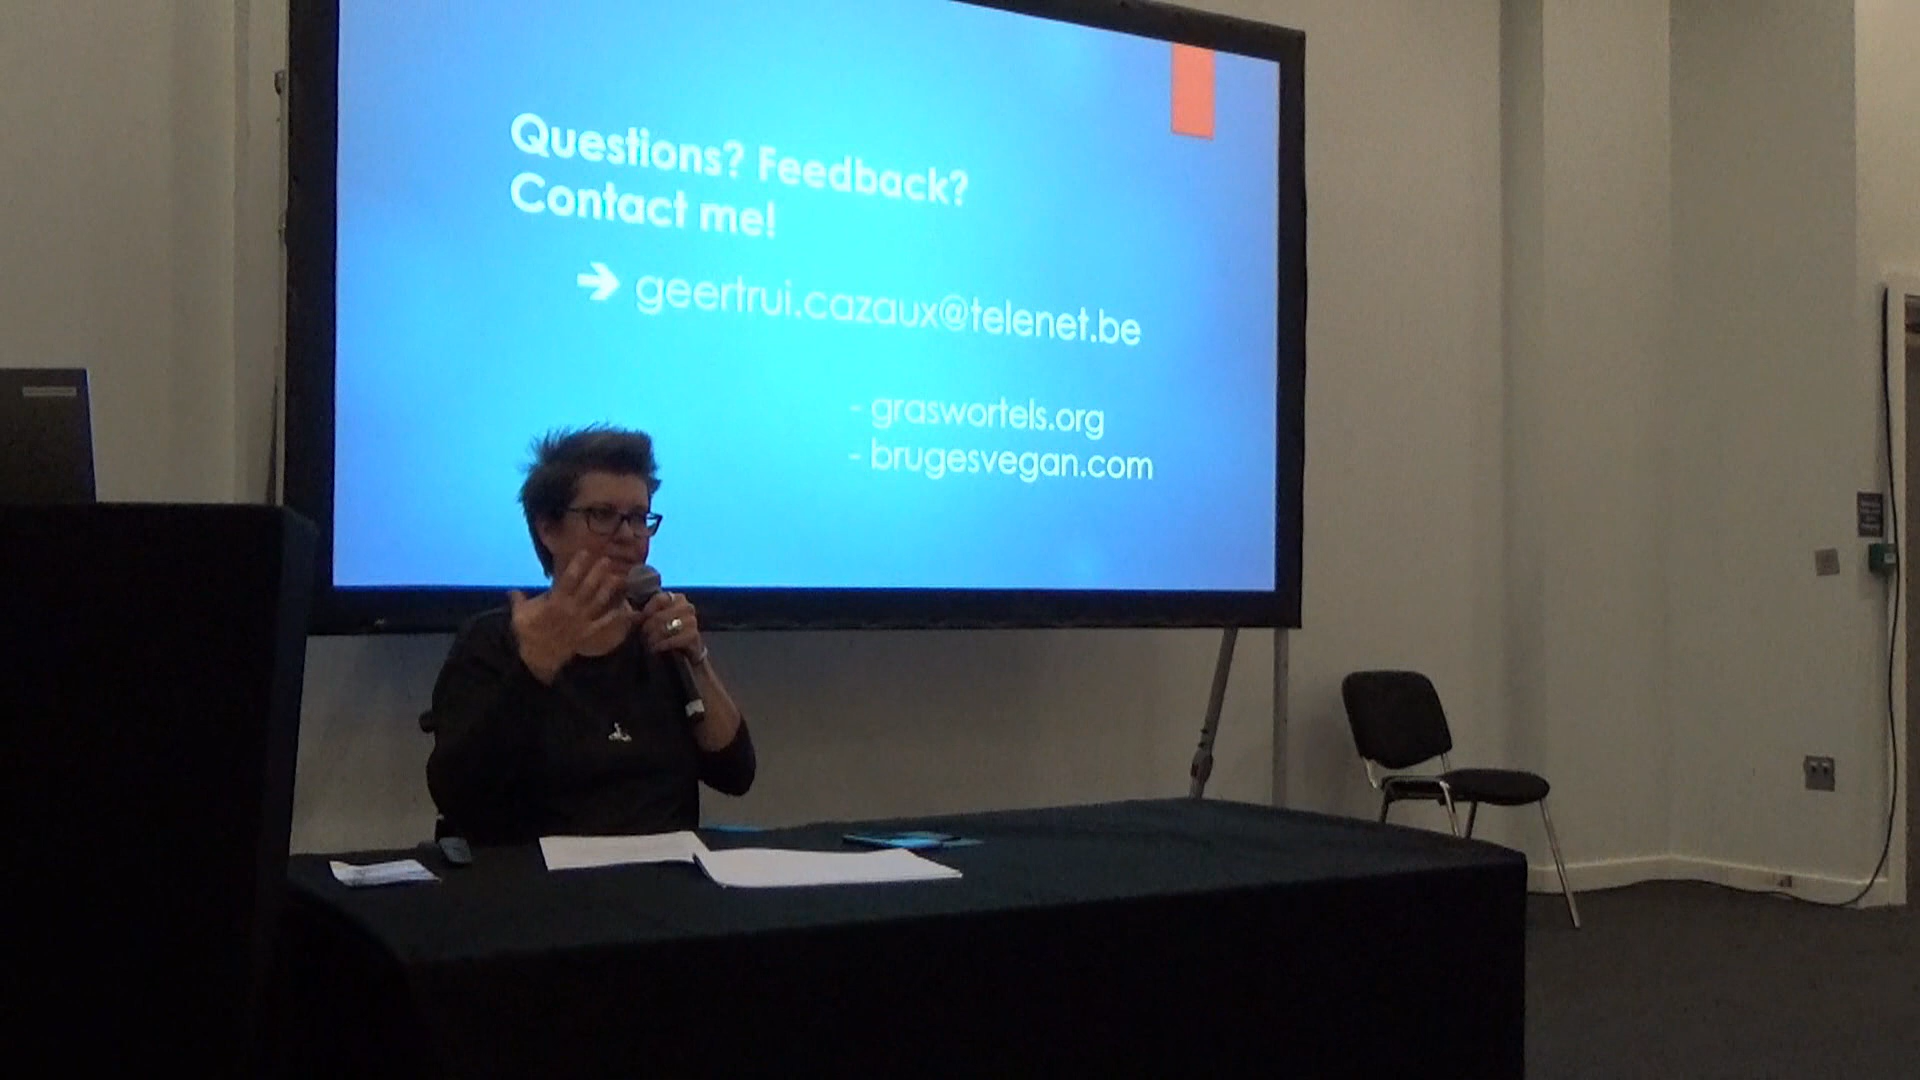 Questions? Feedback?
Contact me!
➔ geertrui.cazaux@telenet.be
- graswortels.org
- brugesvegan.com